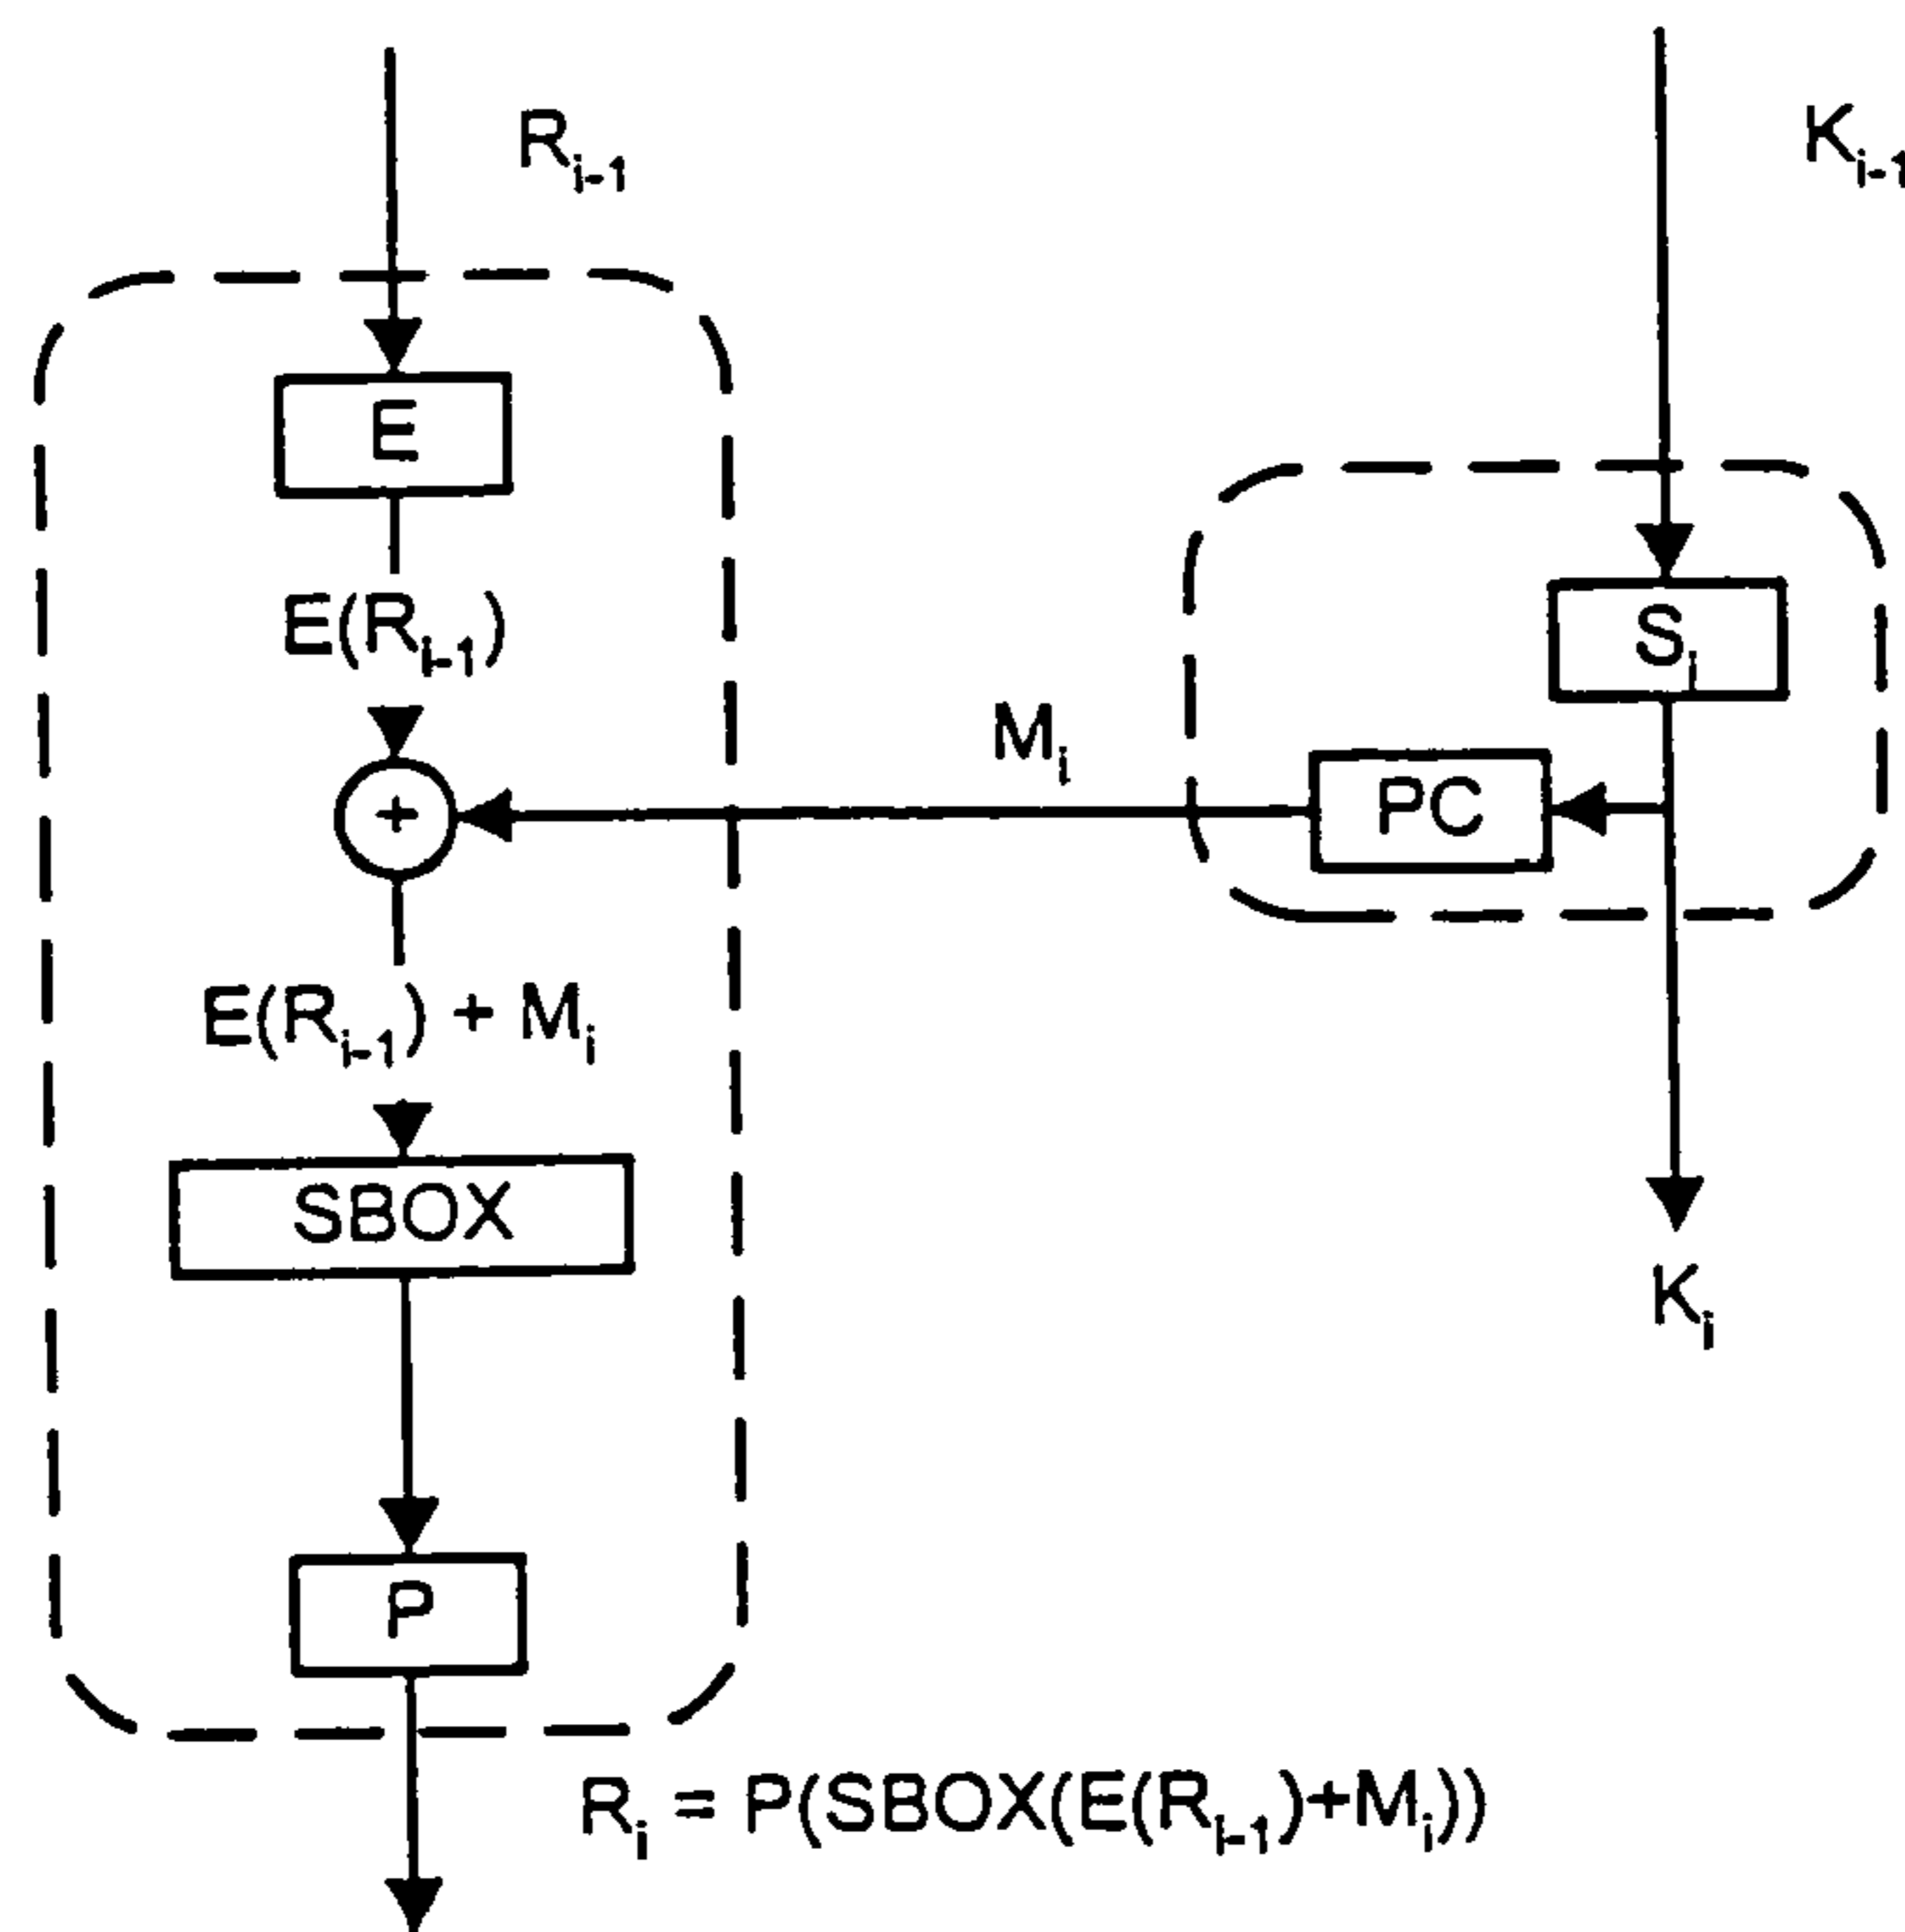 R_{i-1}
K_{i-1}
E
E(R_{i-1})
S_i
M_i
PC
+
E(R_{i-1}) + M_i
SBOX
K_i
P
R_i = P(SBOX(E(R_{i-1})+M_i))